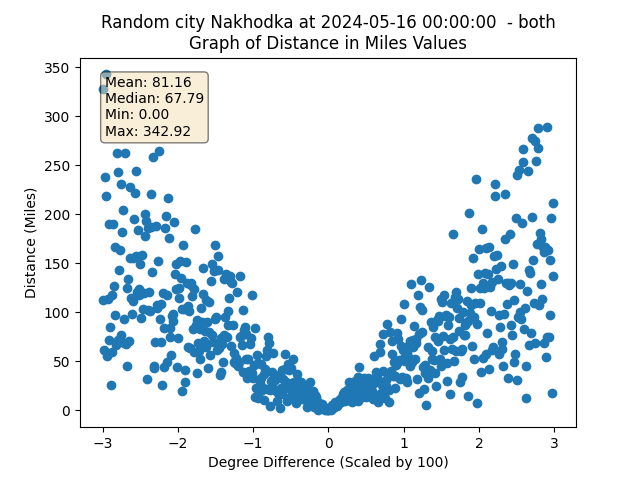 Random city Nakhodka at 2024-05-16 00:00:00 - both
Graph of Distance in Miles Values
350
300
250
200
150
100
50
0
Distance (Miles)
Mean: 81.16
Median: 67.79
Min: 0.00
Max: 342.92
−3
−2
−1
0
1
2
3
Degree Difference (Scaled by 100)